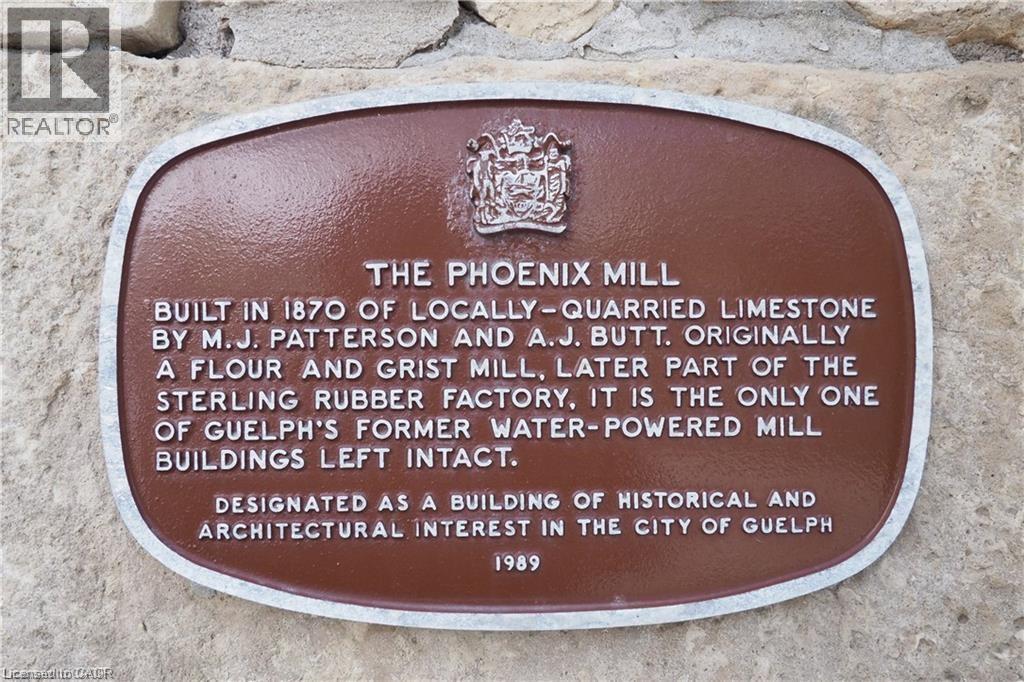 REALTOR®
THE PHOENIX MILL
BUILT IN 1870 OF LOCALLY-QUARRIED LIMESTONE
BY M.J. PATTERSON AND A.J. BUTT. ORIGINALLY
A FLOUR AND GRIST MILL, LATER PART OF THE
STERLING RUBBER FACTORY, IT IS THE ONLY ONE
OF GUELPH'S FORMER WATER-POWERED MILL
BUILDINGS LEFT INTACT.
DESIGNATED AS A BUILDING OF HISTORICAL AND
ARCHITECTURAL INTEREST IN THE CITY OF GUELPH
1989
Licensed to